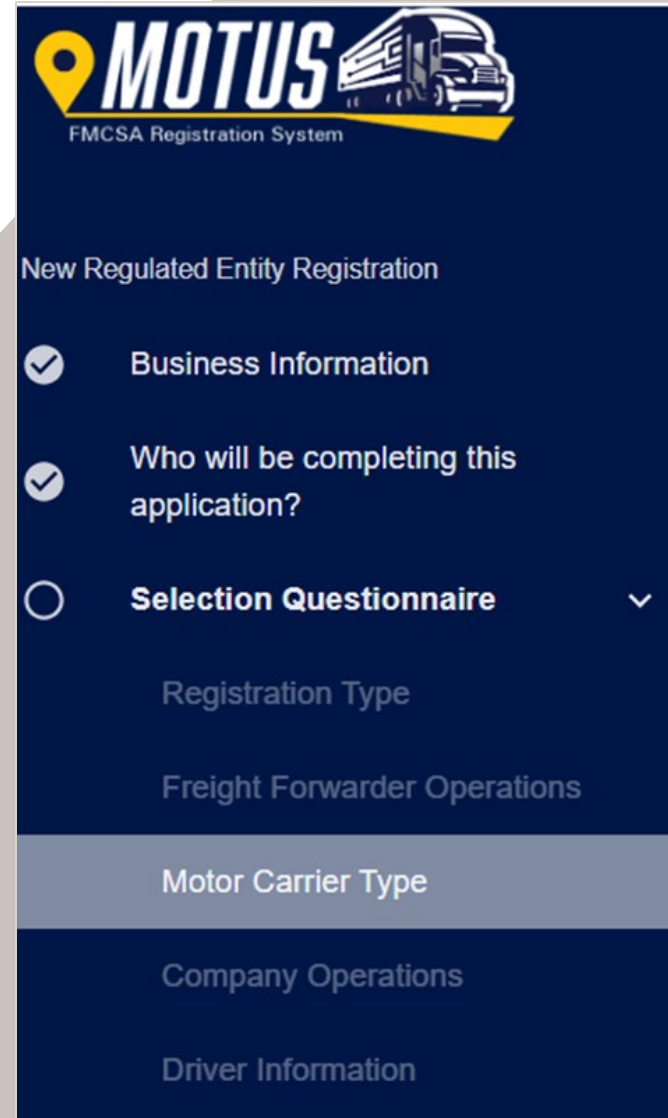 MOTUS
FMCSA Registration System
New Regulated Entity Registration
Business Information
Who will be completing this
application?
Selection Questionnaire
Registration Type
Freight Forwarder Operations
Motor Carrier Type
Company Operations
Driver Information